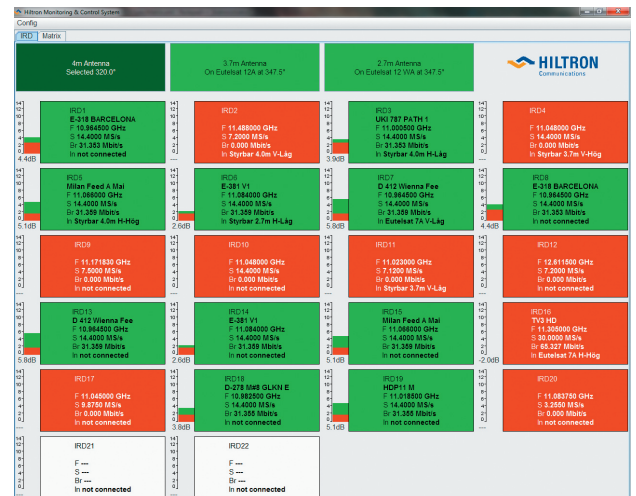 Hiltron Monitoring & Control System
Config
IRD Matrix
4m Antenna
Selected 320.0°
3.7m Antenna
On Eutelsat 12A at 347.5°
2.7m Antenna
On Eutelsat 12 WA at 347.5°
HILTRON
Communications
IRD1
E-318 BARCELONA
F 10.964500 GHz
S 14.4000 MS/s
Br 31.353 Mbit/s
In not connected
4.4dB
IRD2
F 11.488000 GHz
S 7.2000 MS/s
Br 0.000 Mbit/s
In Styrbar 4.0m V-Låg
---
IRD3
UKI 787 PATH 1
F 11.000500 GHz
S 14.4000 MS/s
Br 31.353 Mbit/s
In Styrbar 4.0m H-Låg
3.9dB
IRD4
F 11.048000 GHz
S 14.4000 MS/s
Br 0.000 Mbit/s
In Styrbar 3.7m V-Hög
---
IRD5
Milan Feed A Mai
F 11.066000 GHz
S 14.4000 MS/s
Br 31.359 Mbit/s
In Styrbar 4.0m H-Hög
5.1dB
IRD6
E-381 V1
F 11.084000 GHz
S 14.4000 MS/s
Br 31.359 Mbit/s
In Styrbar 2.7m H-Låg
2.6dB
IRD7
D 412 Wienna Fee
F 10.964500 GHz
S 14.4000 MS/s
Br 31.359 Mbit/s
In Eutelsat 7A V-Låg
5.8dB
IRD8
E-318 BARCELONA
F 10.964500 GHz
S 14.4000 MS/s
Br 31.353 Mbit/s
In not connected
4.4dB
IRD9
F 11.171830 GHz
S 7.5000 MS/s
Br 0.000 Mbit/s
In not connected
---
IRD10
F 11.048000 GHz
S 14.4000 MS/s
Br 0.000 Mbit/s
In not connected
---
IRD11
F 11.023000 GHz
S 7.1200 MS/s
Br 0.000 Mbit/s
In Styrbar 3.7m V-Låg
---
IRD12
F 12.611500 GHz
S 7.2000 MS/s
Br 0.000 Mbit/s
In not connected
---
IRD13
D 412 Wienna Fee
F 10.964500 GHz
S 14.4000 MS/s
Br 31.359 Mbit/s
In not connected
5.8dB
IRD14
E-381 V1
F 11.084000 GHz
S 14.4000 MS/s
Br 31.359 Mbit/s
In not connected
2.6dB
IRD15
Milan Feed A Mai
F 11.066000 GHz
S 14.4000 MS/s
Br 31.359 Mbit/s
In not connected
5.1dB
IRD16
TV3 HD
F 11.305000 GHz
S 30.0000 MS/s
Br 65.327 Mbit/s
In Eutelsat 7A H-Hög
-2.0dB
IRD17
F 11.045000 GHz
S 9.8750 MS/s
Br 0.000 Mbit/s
In not connected
---
IRD18
D-278 M#8 GLKN E
F 10.982500 GHz
S 14.4000 MS/s
Br 31.355 Mbit/s
In not connected
3.8dB
IRD19
HDP11 M
F 11.018500 GHz
S 14.4000 MS/s
Br 31.355 Mbit/s
In not connected
5.1dB
IRD20
F 11.083750 GHz
S 3.2550 MS/s
Br 0.000 Mbit/s
In not connected
---
IRD21
F ---
S ---
Br ---
In not connected
IRD22
F ---
S ---
Br ---
In not connected